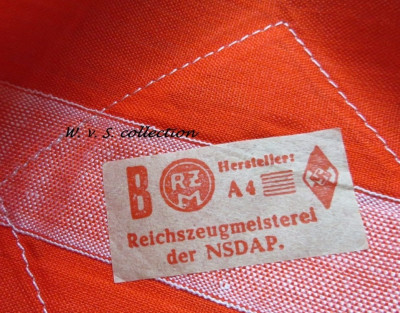 W. v. S. collection
B RZM Hersteller:
A 4
Reichszeugmeisterei
der NSDAP.